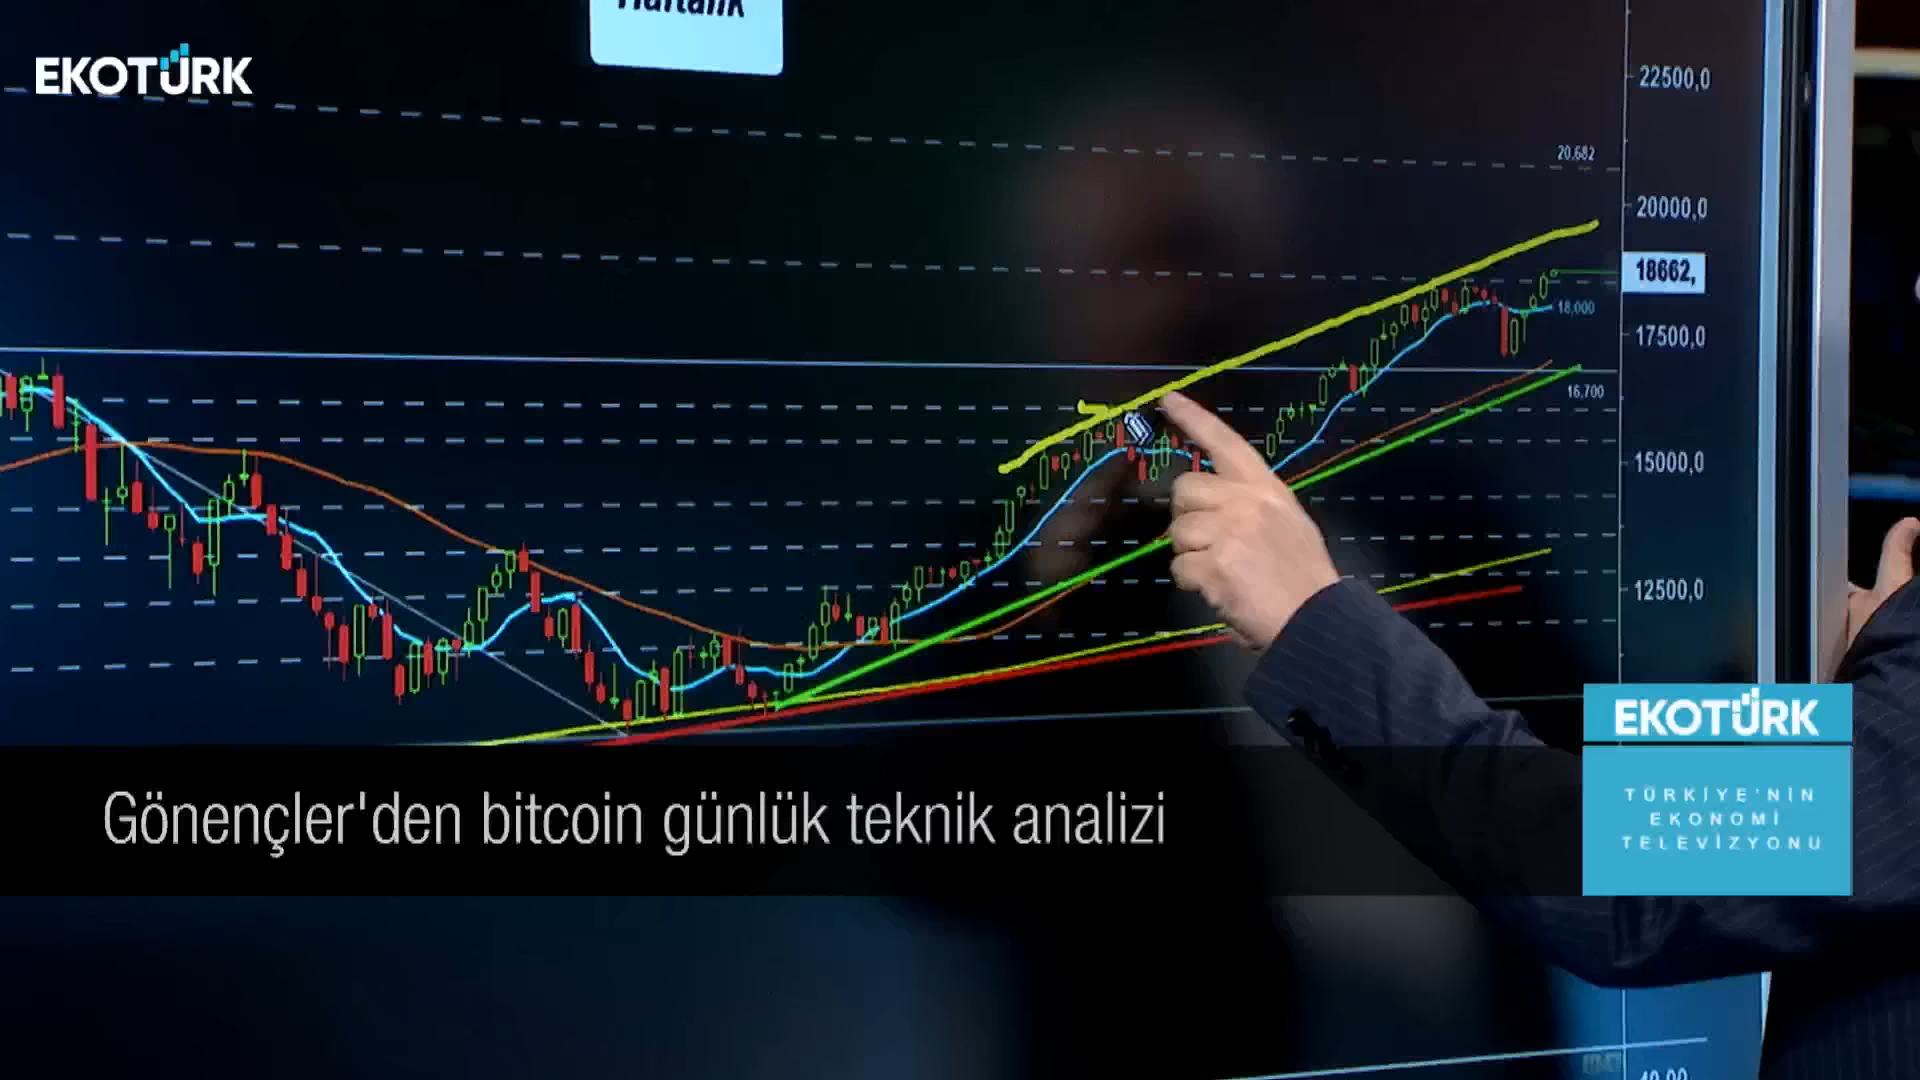 Haftalık
EKOTÜRK
22500,0
20.682
20000,0
18662,
18,000
17500,0
16,700
15000,0
12500,0
EKOTÜRK
TÜRKİYE'NİN
EKONOMİ
TELEVİZYONU
Gönençler'den bitcoin günlük teknik analizi